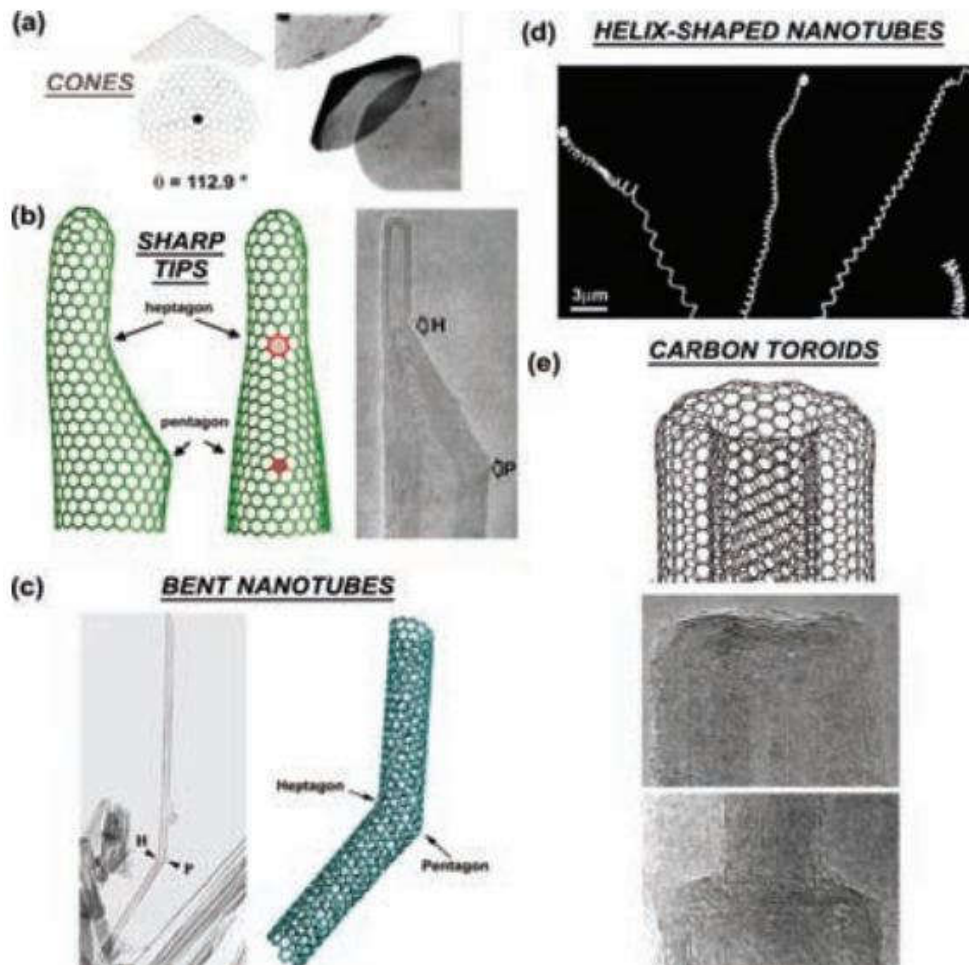 (a)
CONES
θ = 112.9 °
(b)
SHARP
TIPS
heptagon
pentagon
H
P
(c)
BENT NANOTUBES
H
P
Heptagon
Pentagon
(d)
HELIX-SHAPED NANOTUBES
3μm
(e)
CARBON TOROIDS